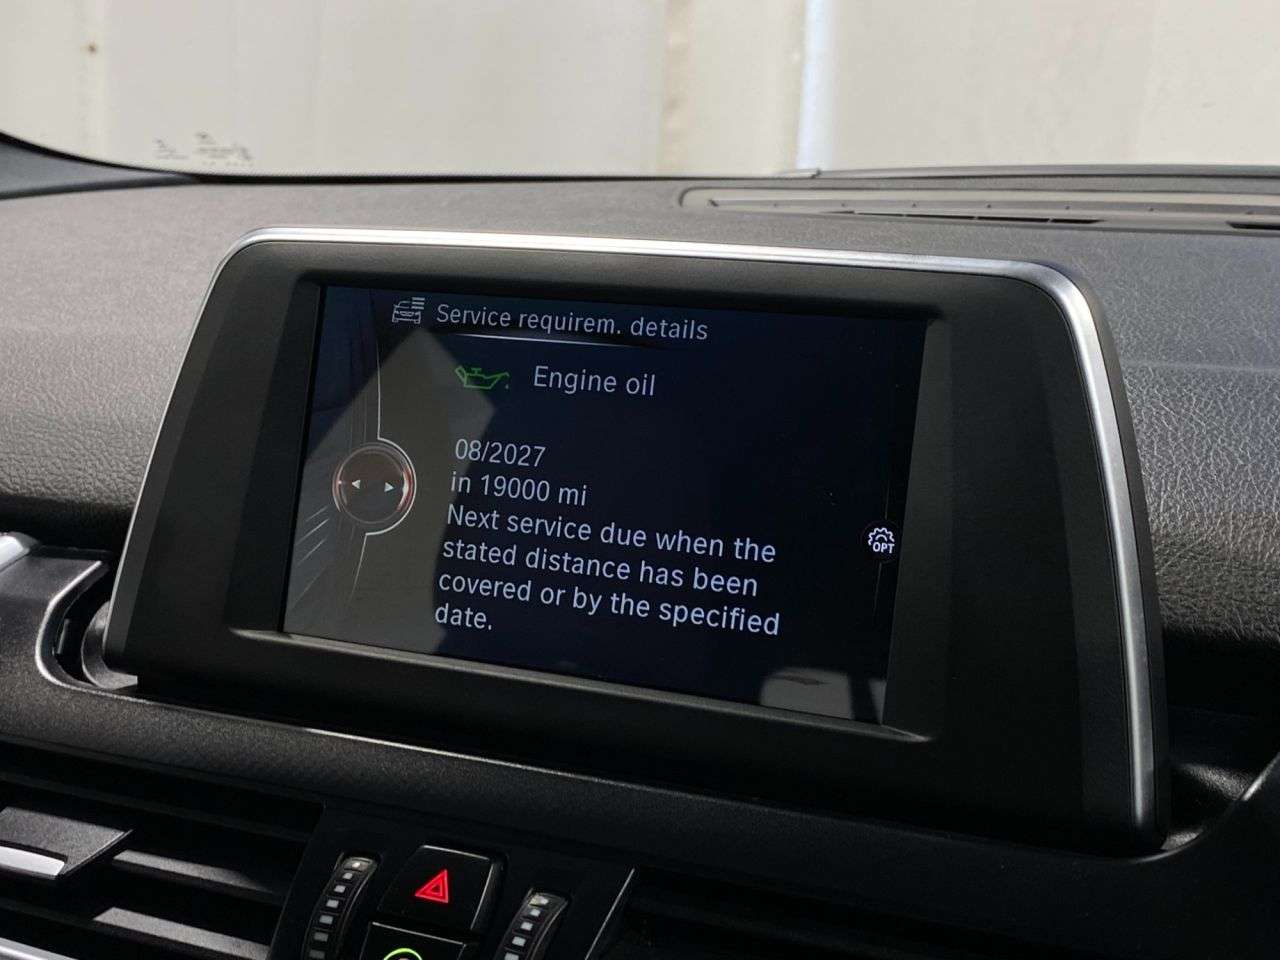 Service requirem. details
Engine oil
08/2027
in 19000 mi
Next service due when the
stated distance has been
covered or by the specified
date.
OPT